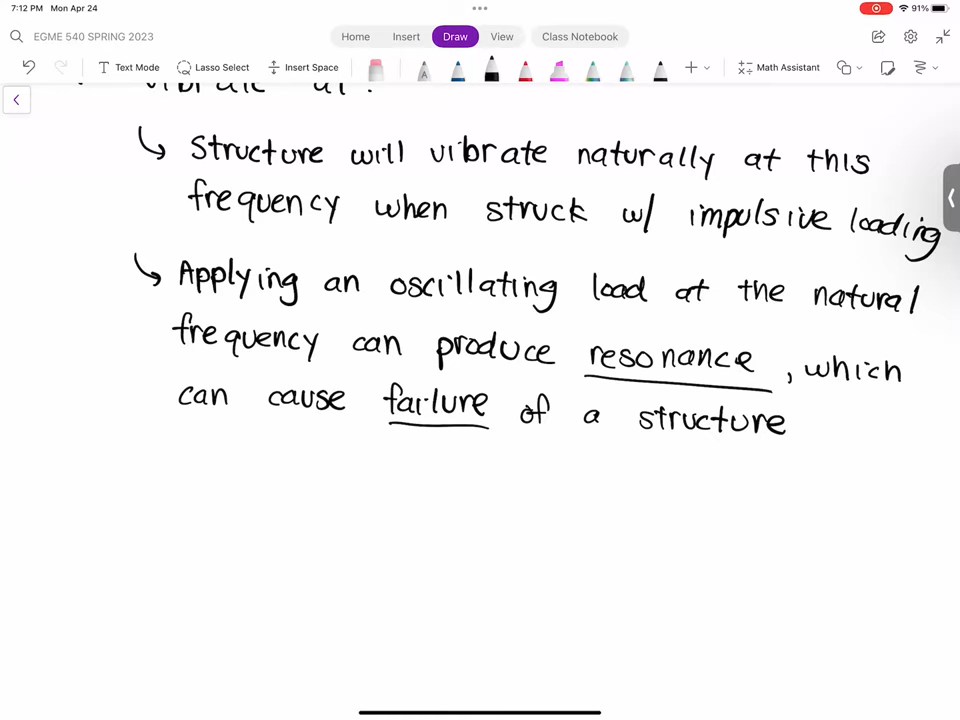 7:12 PM Mon Apr 24
91%
EGME 540 SPRING 2023
Home Insert Draw View Class Notebook
Text Mode Lasso Select Insert Space Math Assistant
vibrate at.
↳ Structure will vibrate naturally at this
frequency when struck w/ impulsive loading
↳ Applying an oscillating load at the natural
frequency can produce resonance, which
can cause failure of a structure